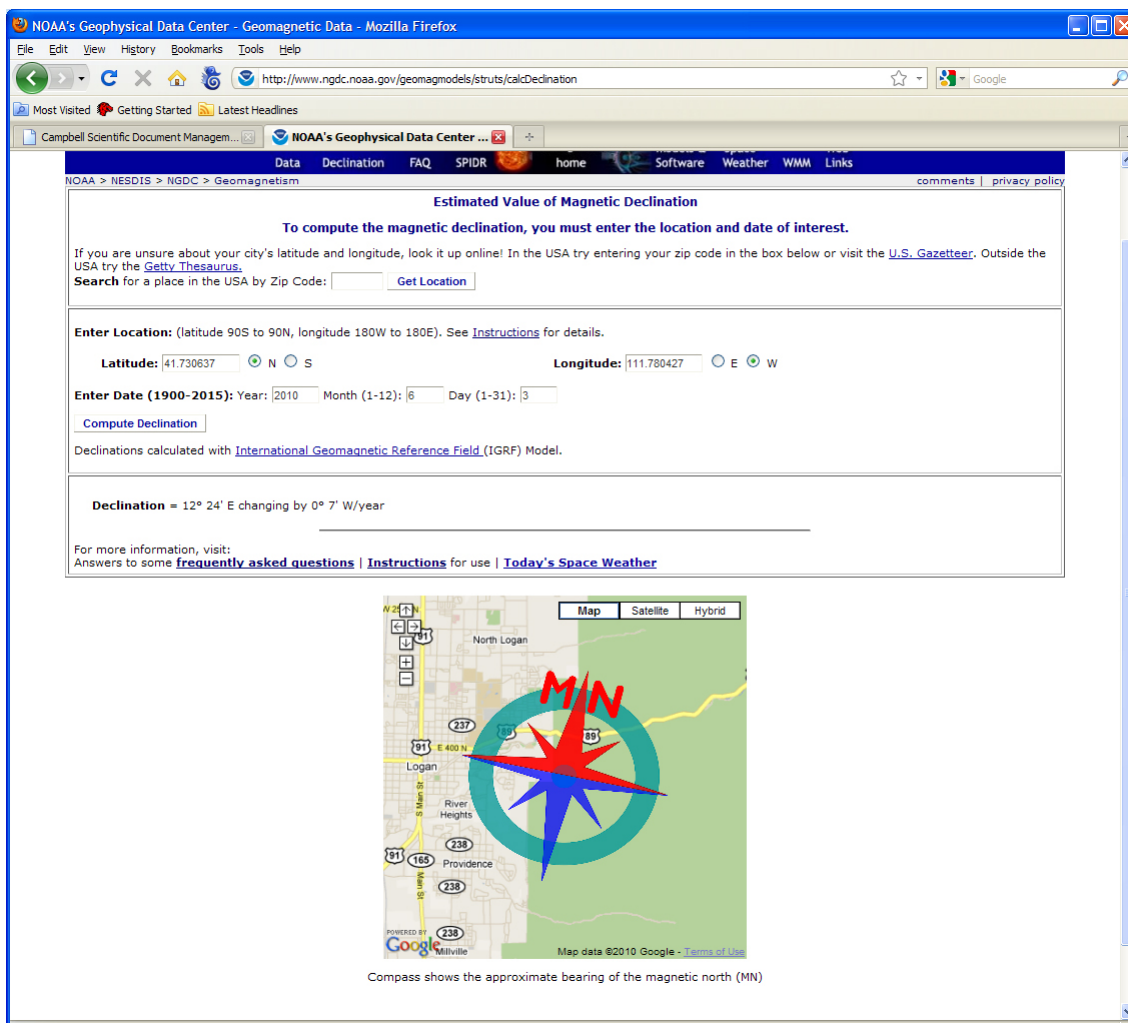 NOAA's Geophysical Data Center - Geomagnetic Data - Mozilla Firefox
File Edit View History Bookmarks Tools Help
http://www.ngdc.noaa.gov/geomagmodels/struts/calcDeclination
Google
Most Visited Getting Started Latest Headlines
Campbell Scientific Document Managem... NOAA's Geophysical Data Center ...
Data Declination FAQ SPIDR home Software Weather WMM Links
NOAA > NESDIS > NGDC > Geomagnetism comments | privacy policy
Estimated Value of Magnetic Declination
To compute the magnetic declination, you must enter the location and date of interest.
If you are unsure about your city's latitude and longitude, look it up online! In the USA try entering your zip code in the box below or visit the U.S. Gazetteer. Outside the
USA try the Getty Thesaurus.
Search for a place in the USA by Zip Code: Get Location
Enter Location: (latitude 90S to 90N, longitude 180W to 180E). See Instructions for details.
Latitude: 41.730637 N S Longitude: 111.780427 E W
Enter Date (1900-2015): Year: 2010 Month (1-12): 6 Day (1-31): 3
Compute Declination
Declinations calculated with International Geomagnetic Reference Field (IGRF) Model.
Declination = 12° 24' E changing by 0° 7' W/year
For more information, visit:
Answers to some frequently asked questions | Instructions for use | Today's Space Weather
Map Satellite Hybrid
91
North Logan
MN
237
89
89
91
E 400 N
Logan
S Main St
River
Heights
238
91
165
Providence
Main St
238
POWERED BY
Google
238
Millville
Map data ©2010 Google - Terms of Use
Compass shows the approximate bearing of the magnetic north (MN)